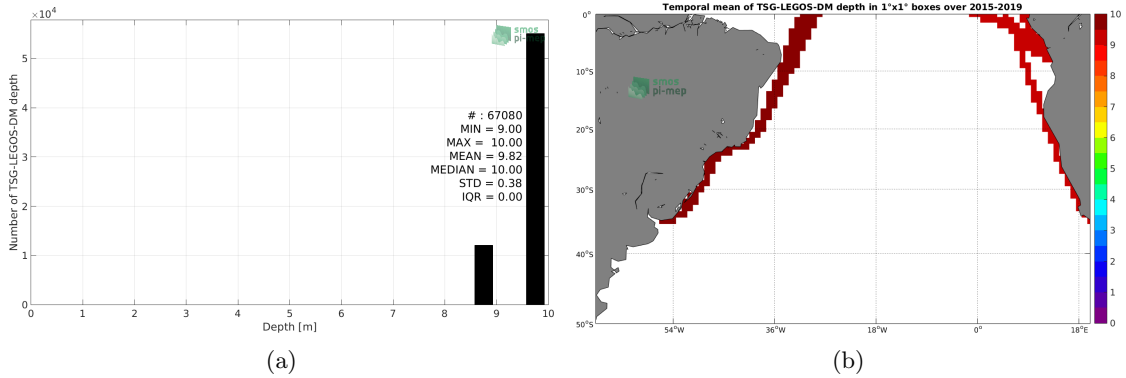 ×10⁴
5
4
3
2
1
0
Number of TSG-LEGOS-DM depth
smos
pi-mep
# : 67080
MIN = 9.00
MAX = 10.00
MEAN = 9.82
MEDIAN = 10.00
STD = 0.38
IQR = 0.00
0 1 2 3 4 5 6 7 8 9 10
Depth [m]
(a)
Temporal mean of TSG-LEGOS-DM depth in 1°x1° boxes over 2015-2019
0°
10°S
20°S
30°S
40°S
50°S
smos
pi-mep
54°W 36°W 18°W 0° 18°E
10
9
8
7
6
5
4
3
2
1
0
(b)